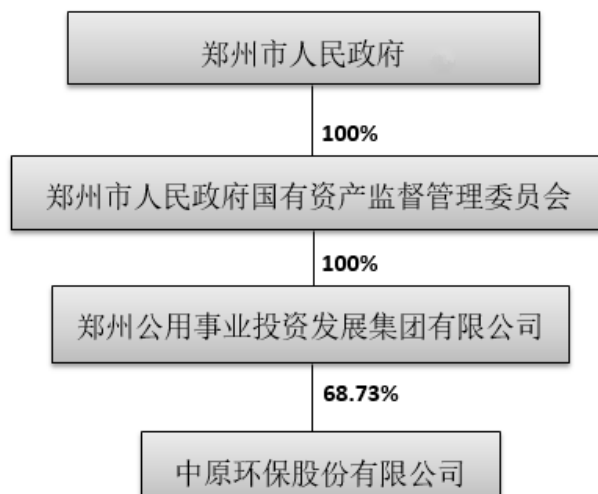 郑州市人民政府
100%
郑州市人民政府国有资产监督管理委员会
100%
郑州公用事业投资发展集团有限公司
68.73%
中原环保股份有限公司